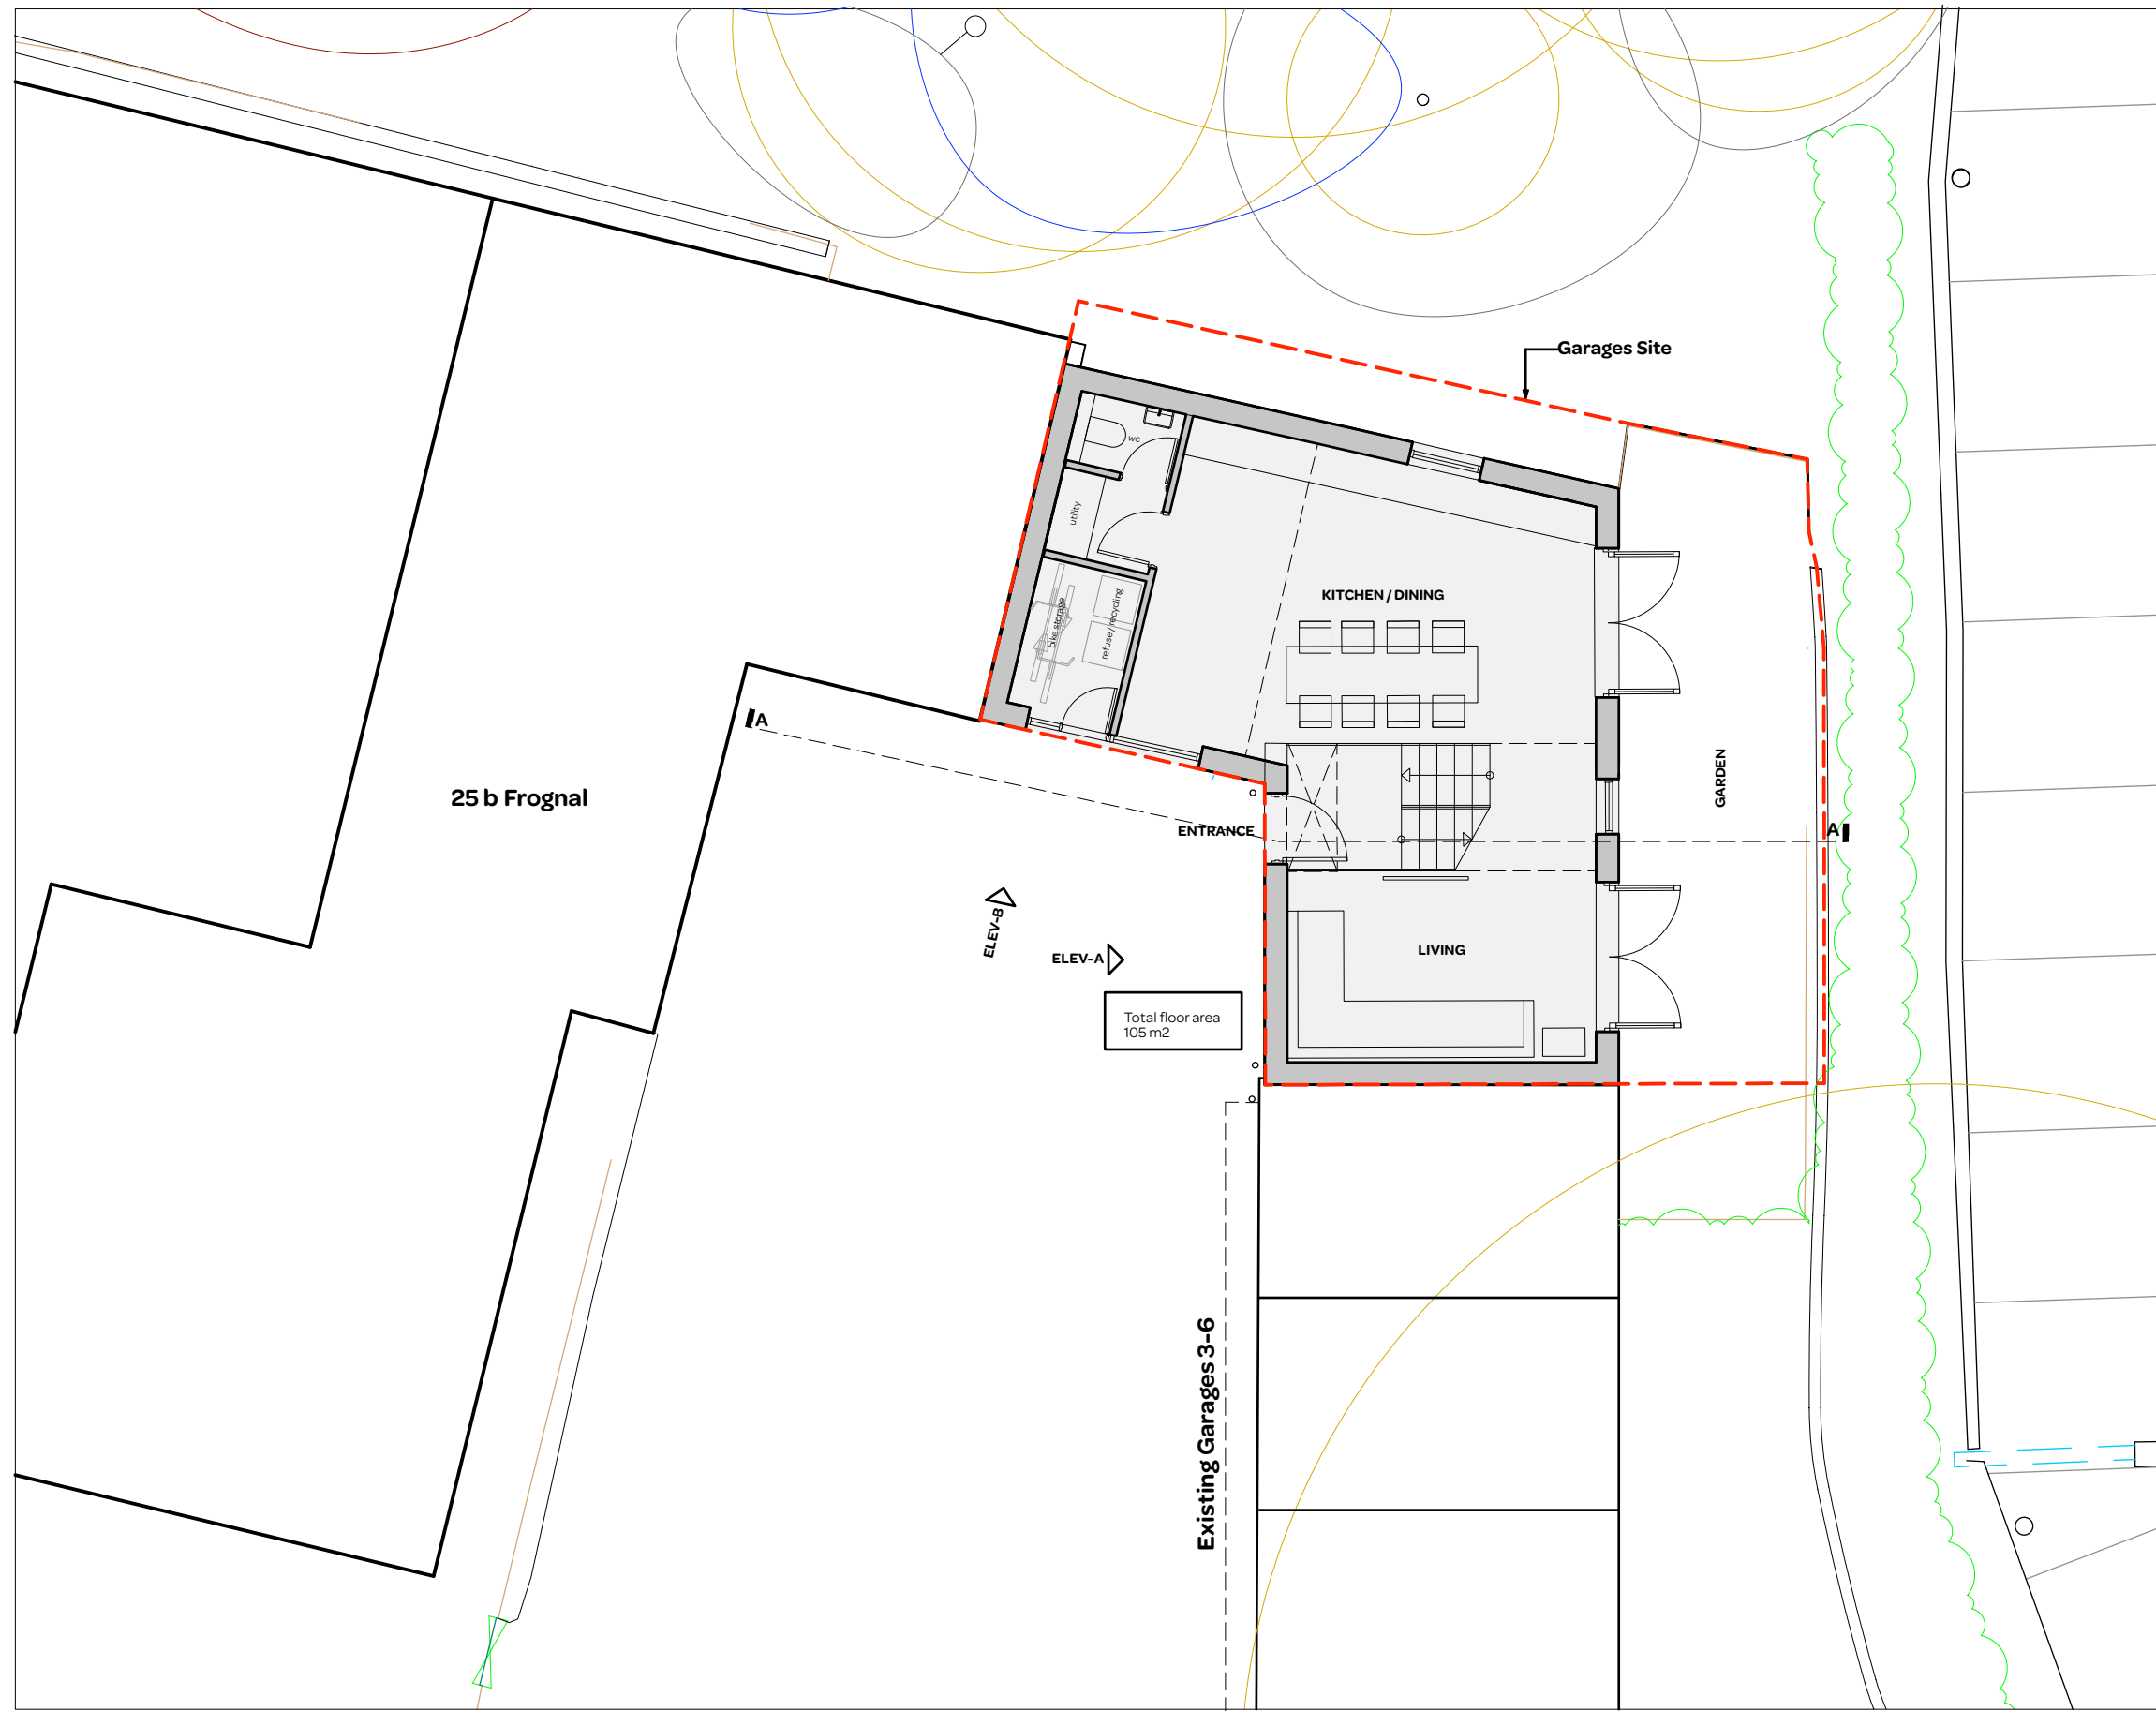 Garages Site
wc
utility
bike storage
refuse / recycling
KITCHEN / DINING
A
25 b Frognal
GARDEN
ENTRANCE
A
ELEV-B
ELEV-A
LIVING
Total floor area
105 m2
Existing Garages 3-6